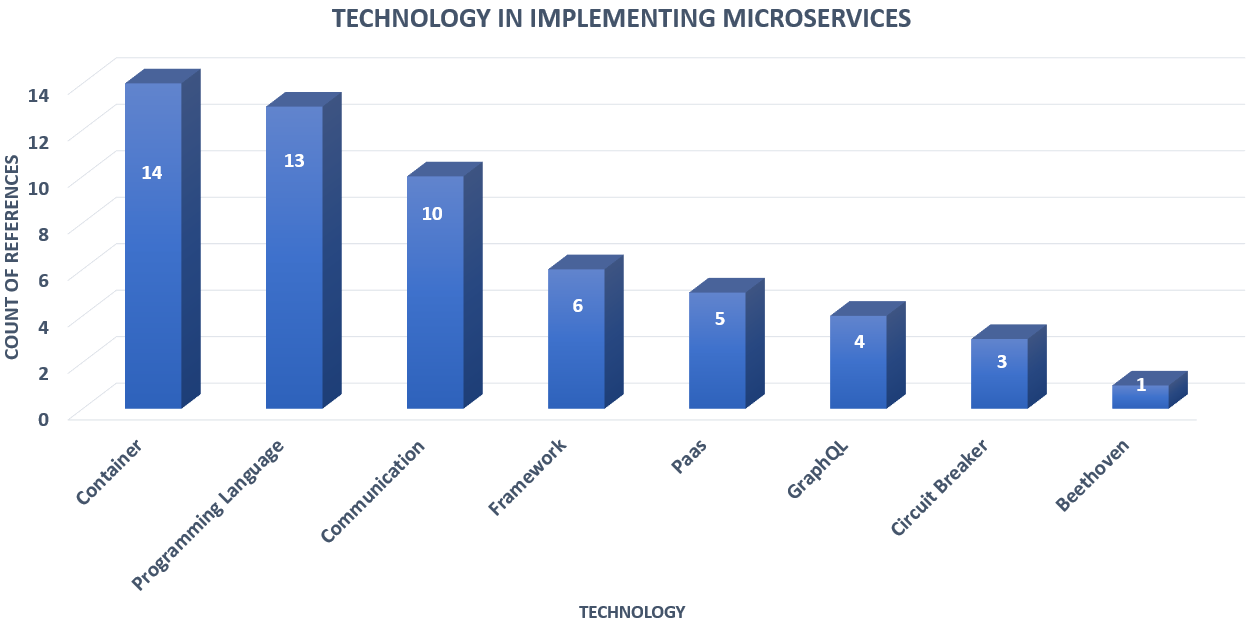 TECHNOLOGY IN IMPLEMENTING MICROSERVICES
COUNT OF REFERENCES
14
12
10
8
6
4
2
0
14
13
10
6
5
4
3
1
Container
Programming Language
Communication
Framework
Paas
GraphQL
Circuit Breaker
Beethoven
TECHNOLOGY